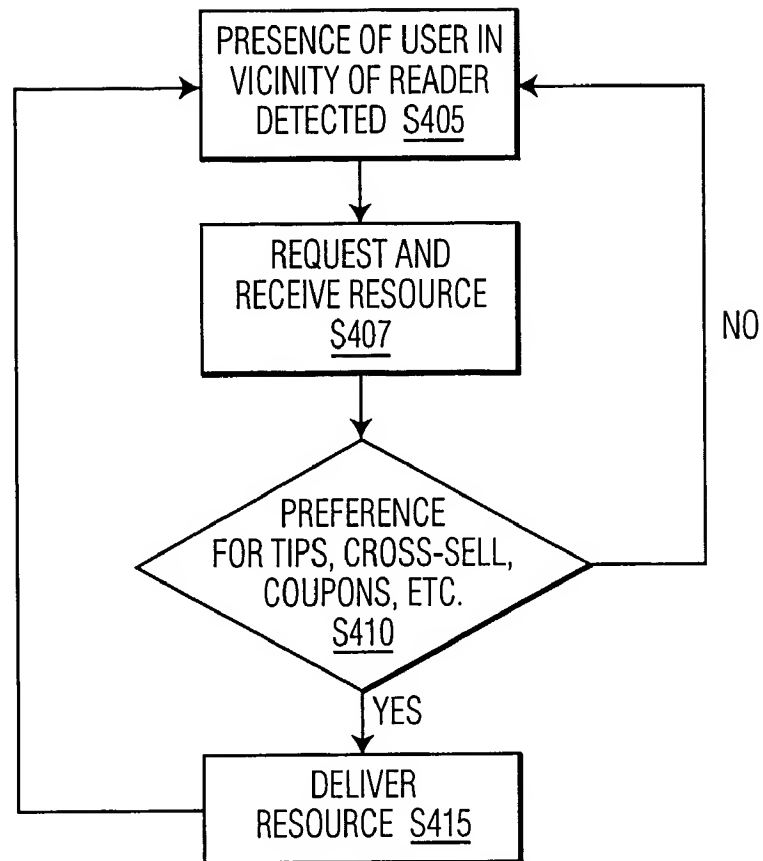 PRESENCE OF USER IN
VICINITY OF READER
DETECTED S405
REQUEST AND
RECEIVE RESOURCE
S407
NO
PREFERENCE
FOR TIPS, CROSS-SELL,
COUPONS, ETC.
S410
YES
DELIVER
RESOURCE S415